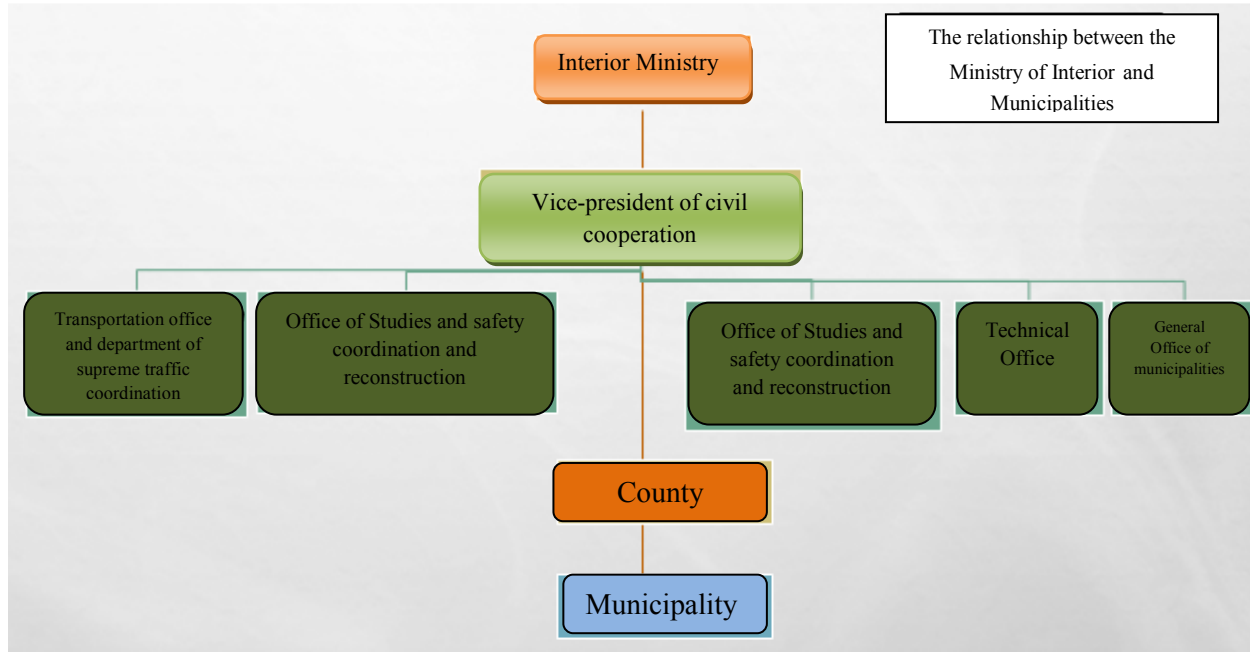 The relationship between the
Ministry of Interior and
Municipalities
Interior Ministry
Vice-president of civil
cooperation
Transportation office
and department of
supreme traffic
coordination
Office of Studies and safety
coordination and
reconstruction
Office of Studies and
safety coordination
and reconstruction
Technical
Office
General
Office of
municipalities
County
Municipality